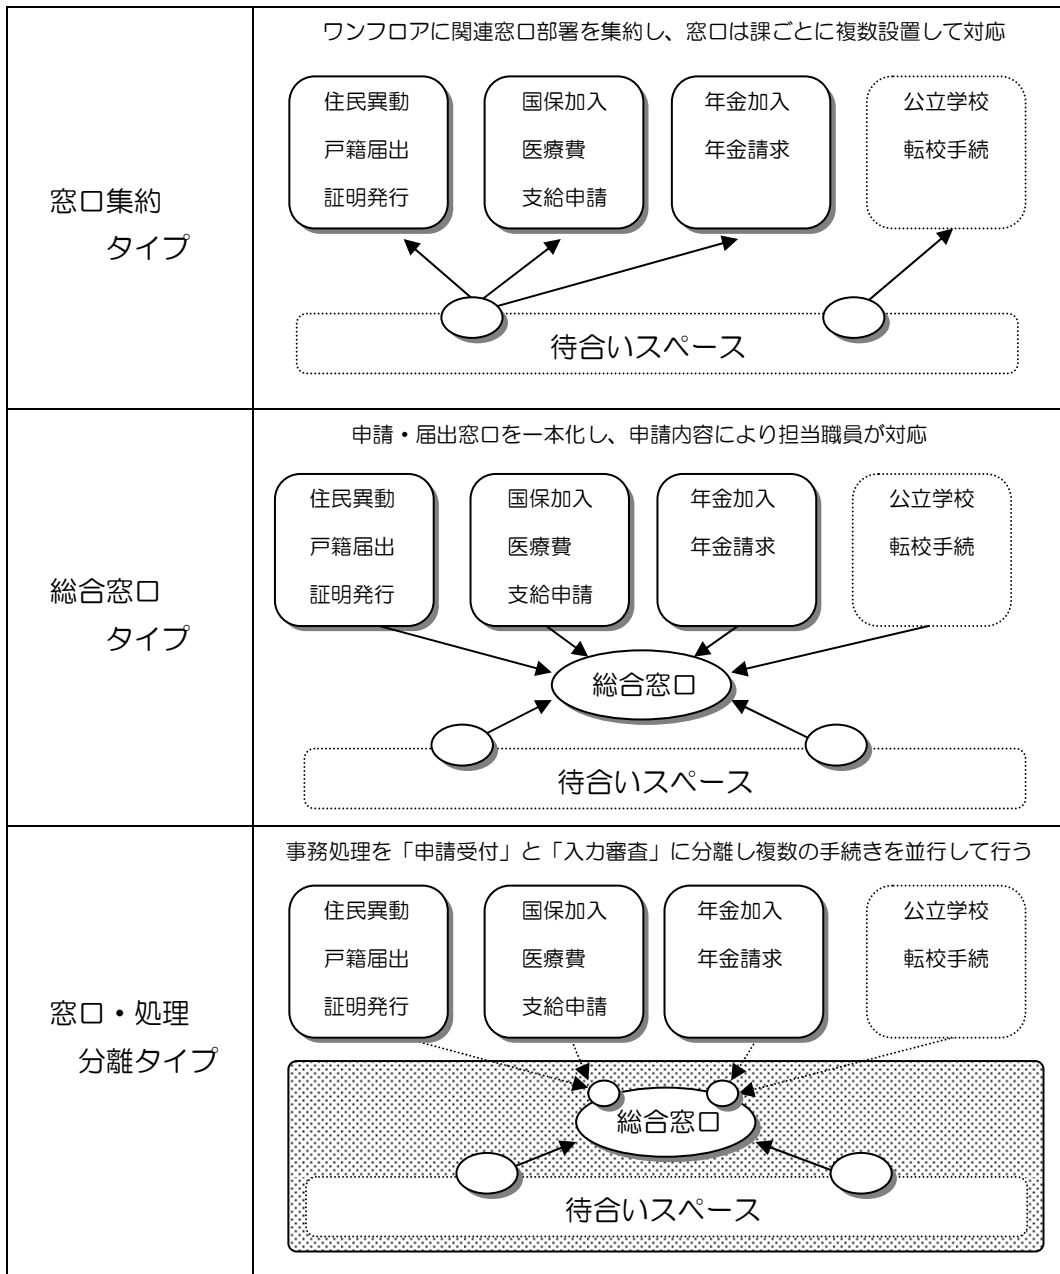 ワンフロアに関連窓口部署を集約し、窓口は課ごとに複数設置して対応
窓口集約
タイプ
住民異動
戸籍届出
証明発行
国保加入
医療費
支給申請
年金加入
年金請求
公立学校
転校手続
待合いスペース
申請・届出窓口を一本化し、申請内容により担当職員が対応
総合窓口
タイプ
住民異動
戸籍届出
証明発行
国保加入
医療費
支給申請
年金加入
年金請求
公立学校
転校手続
総合窓口
待合いスペース
事務処理を「申請受付」と「入力審査」に分離し複数の手続きを並行して行う
窓口・処理
分離タイプ
住民異動
戸籍届出
証明発行
国保加入
医療費
支給申請
年金加入
年金請求
公立学校
転校手続
総合窓口
待合いスペース